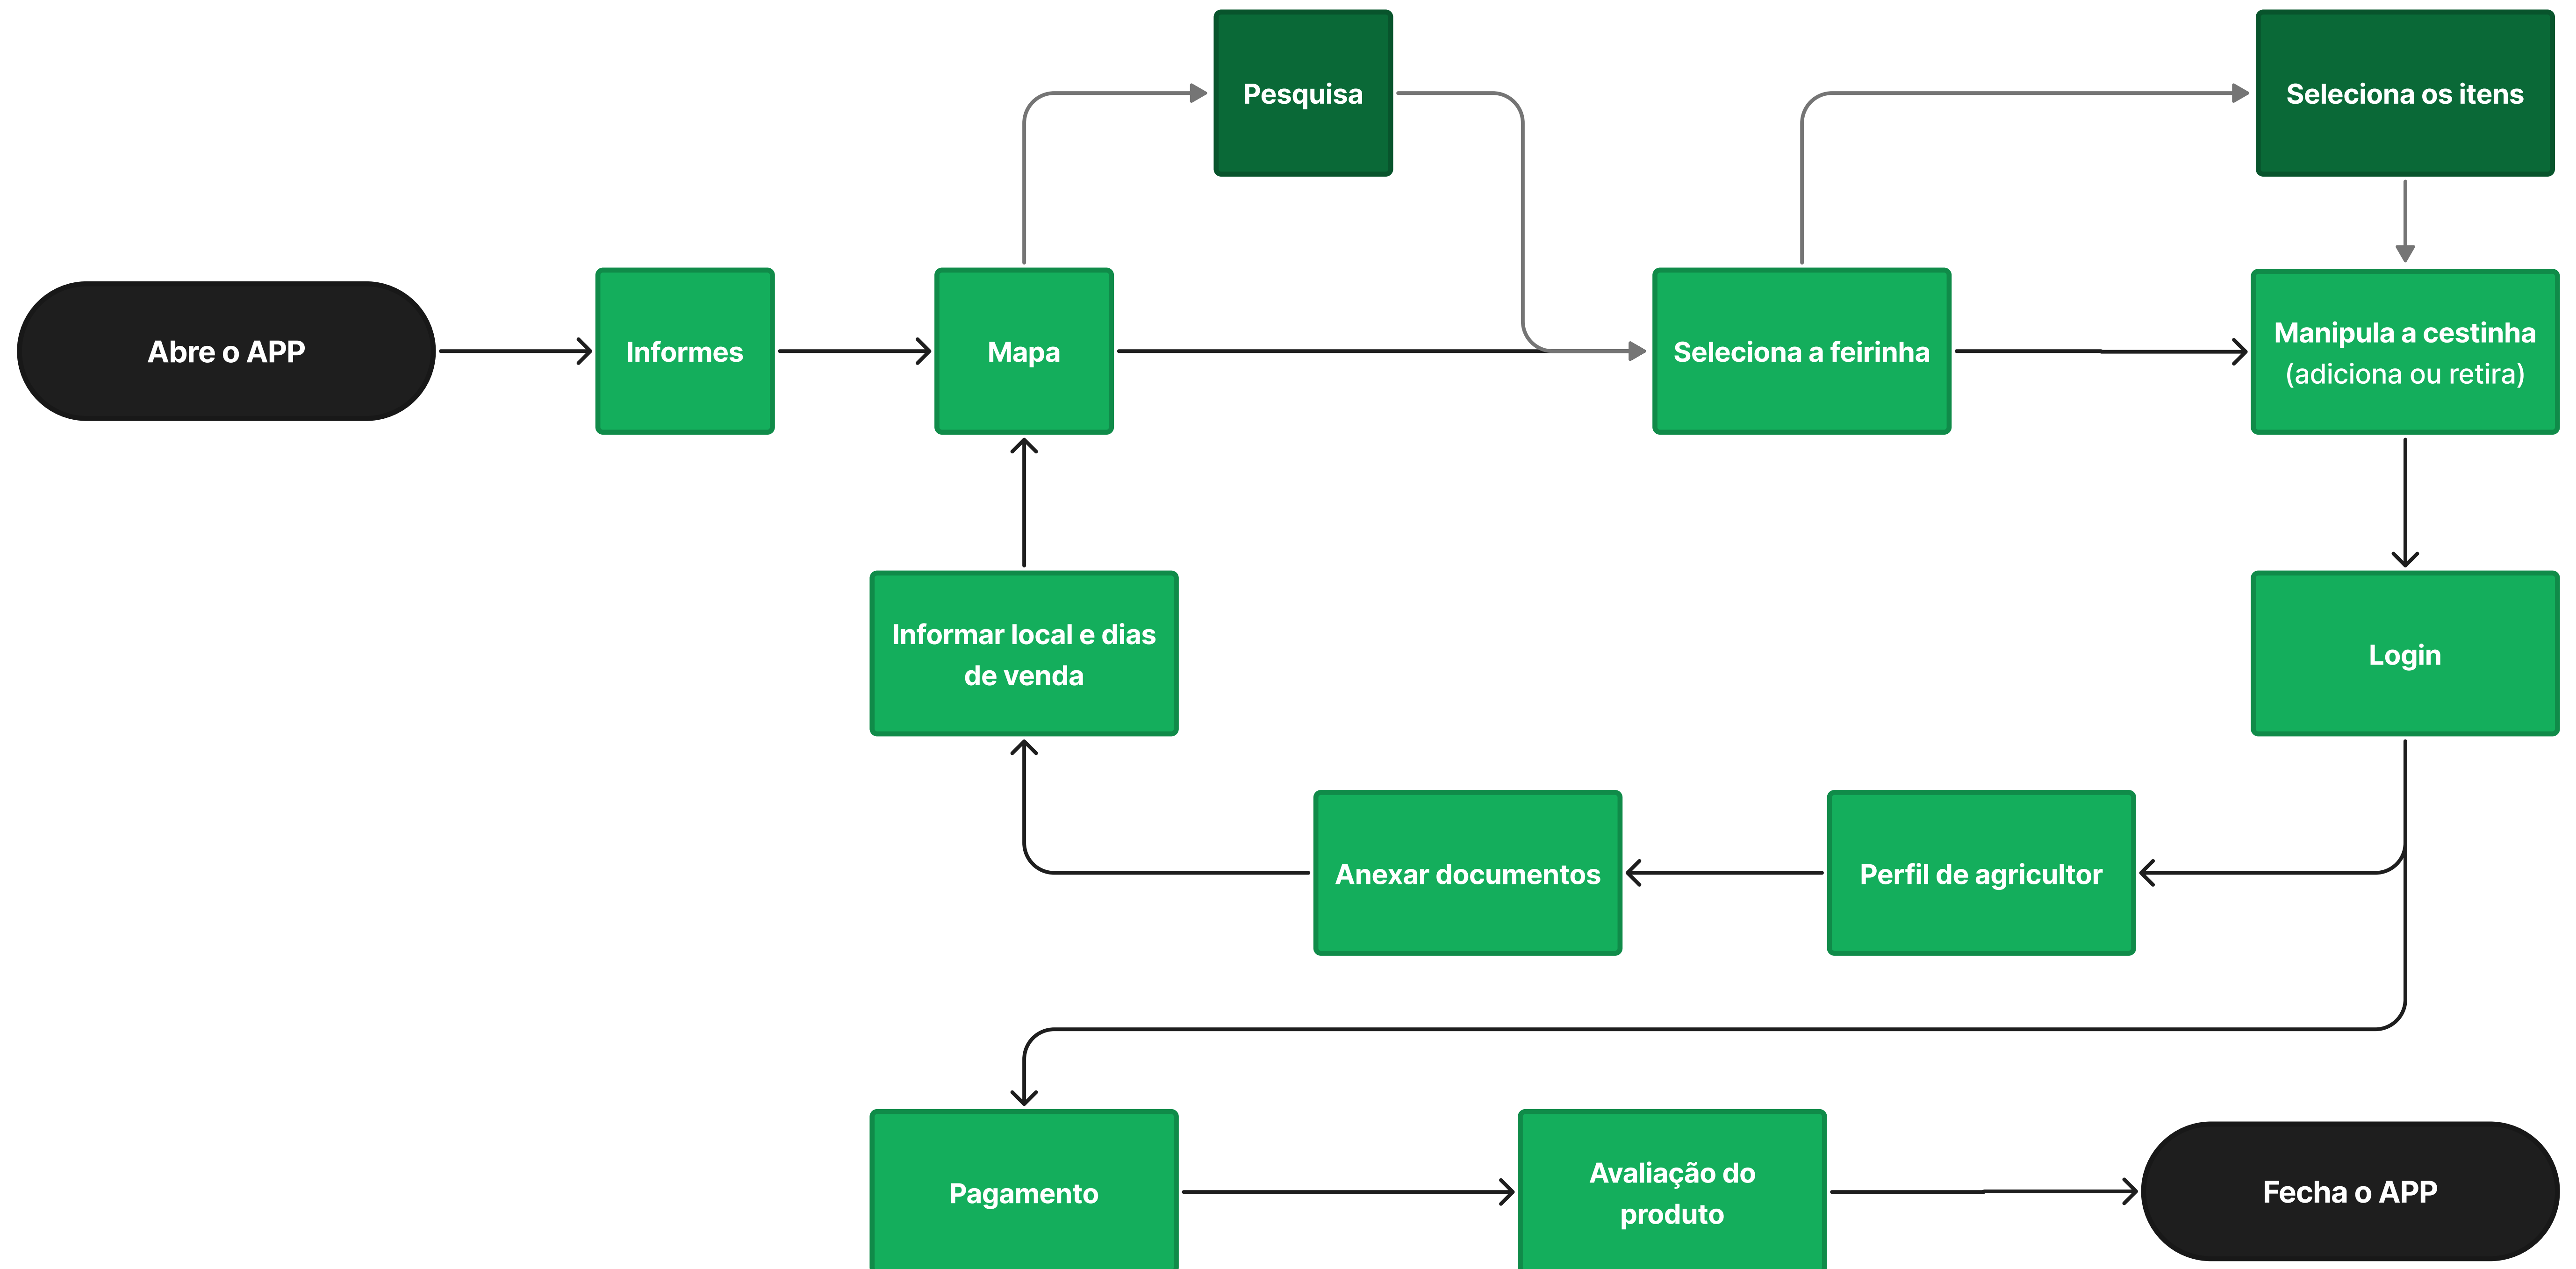 Pesquisa
Seleciona os itens
Abre o APP
Informes
Mapa
Seleciona a feirinha
Manipula a cestinha
(adiciona ou retira)
Informar local e dias
de venda
Login
Anexar documentos
Perfil de agricultor
Pagamento
Avaliação do
produto
Fecha o APP